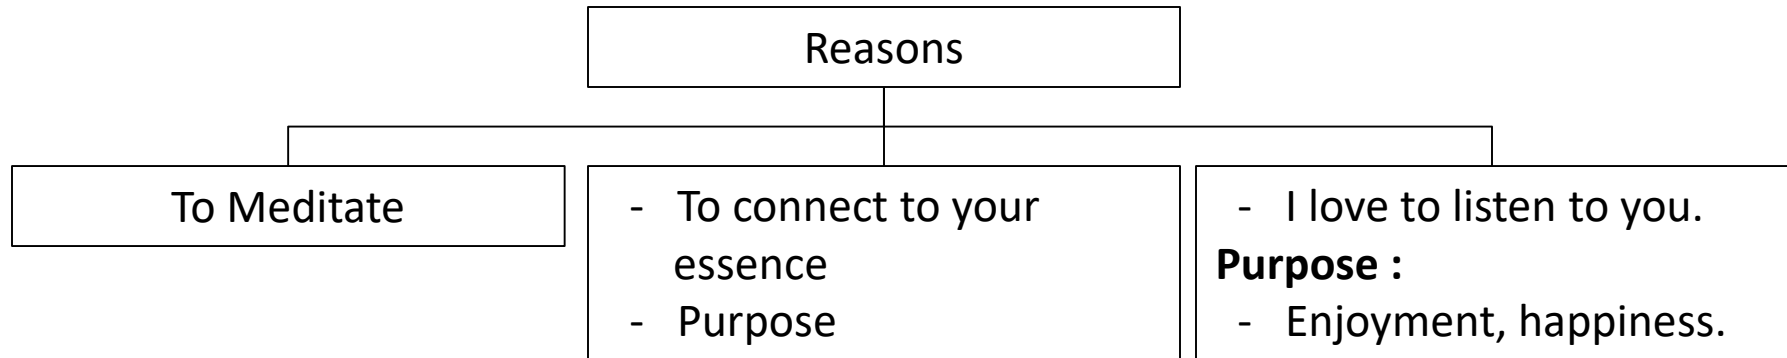 Reasons
To Meditate
- To connect to your
essence
- Purpose
- I love to listen to you.
Purpose :
- Enjoyment, happiness.